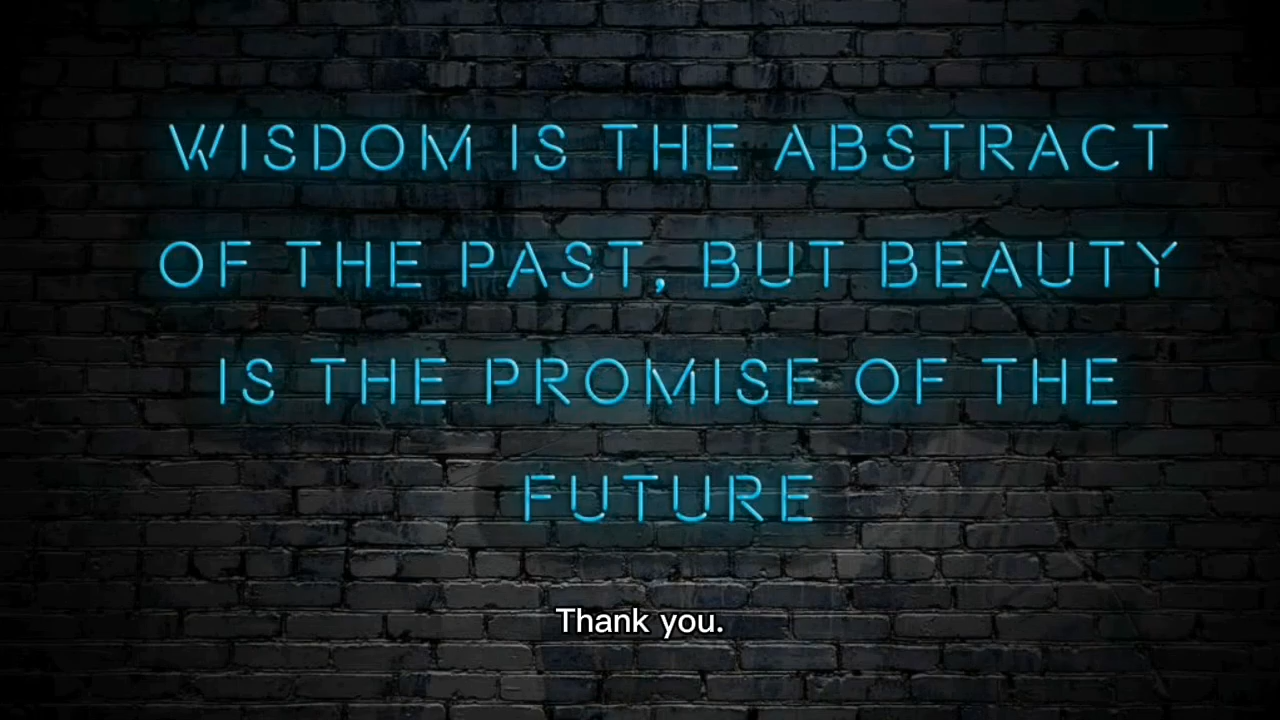 WISDOM IS THE ABSTRACT
OF THE PAST, BUT BEAUTY
IS THE PROMISE OF THE
FUTURE
Thank you.